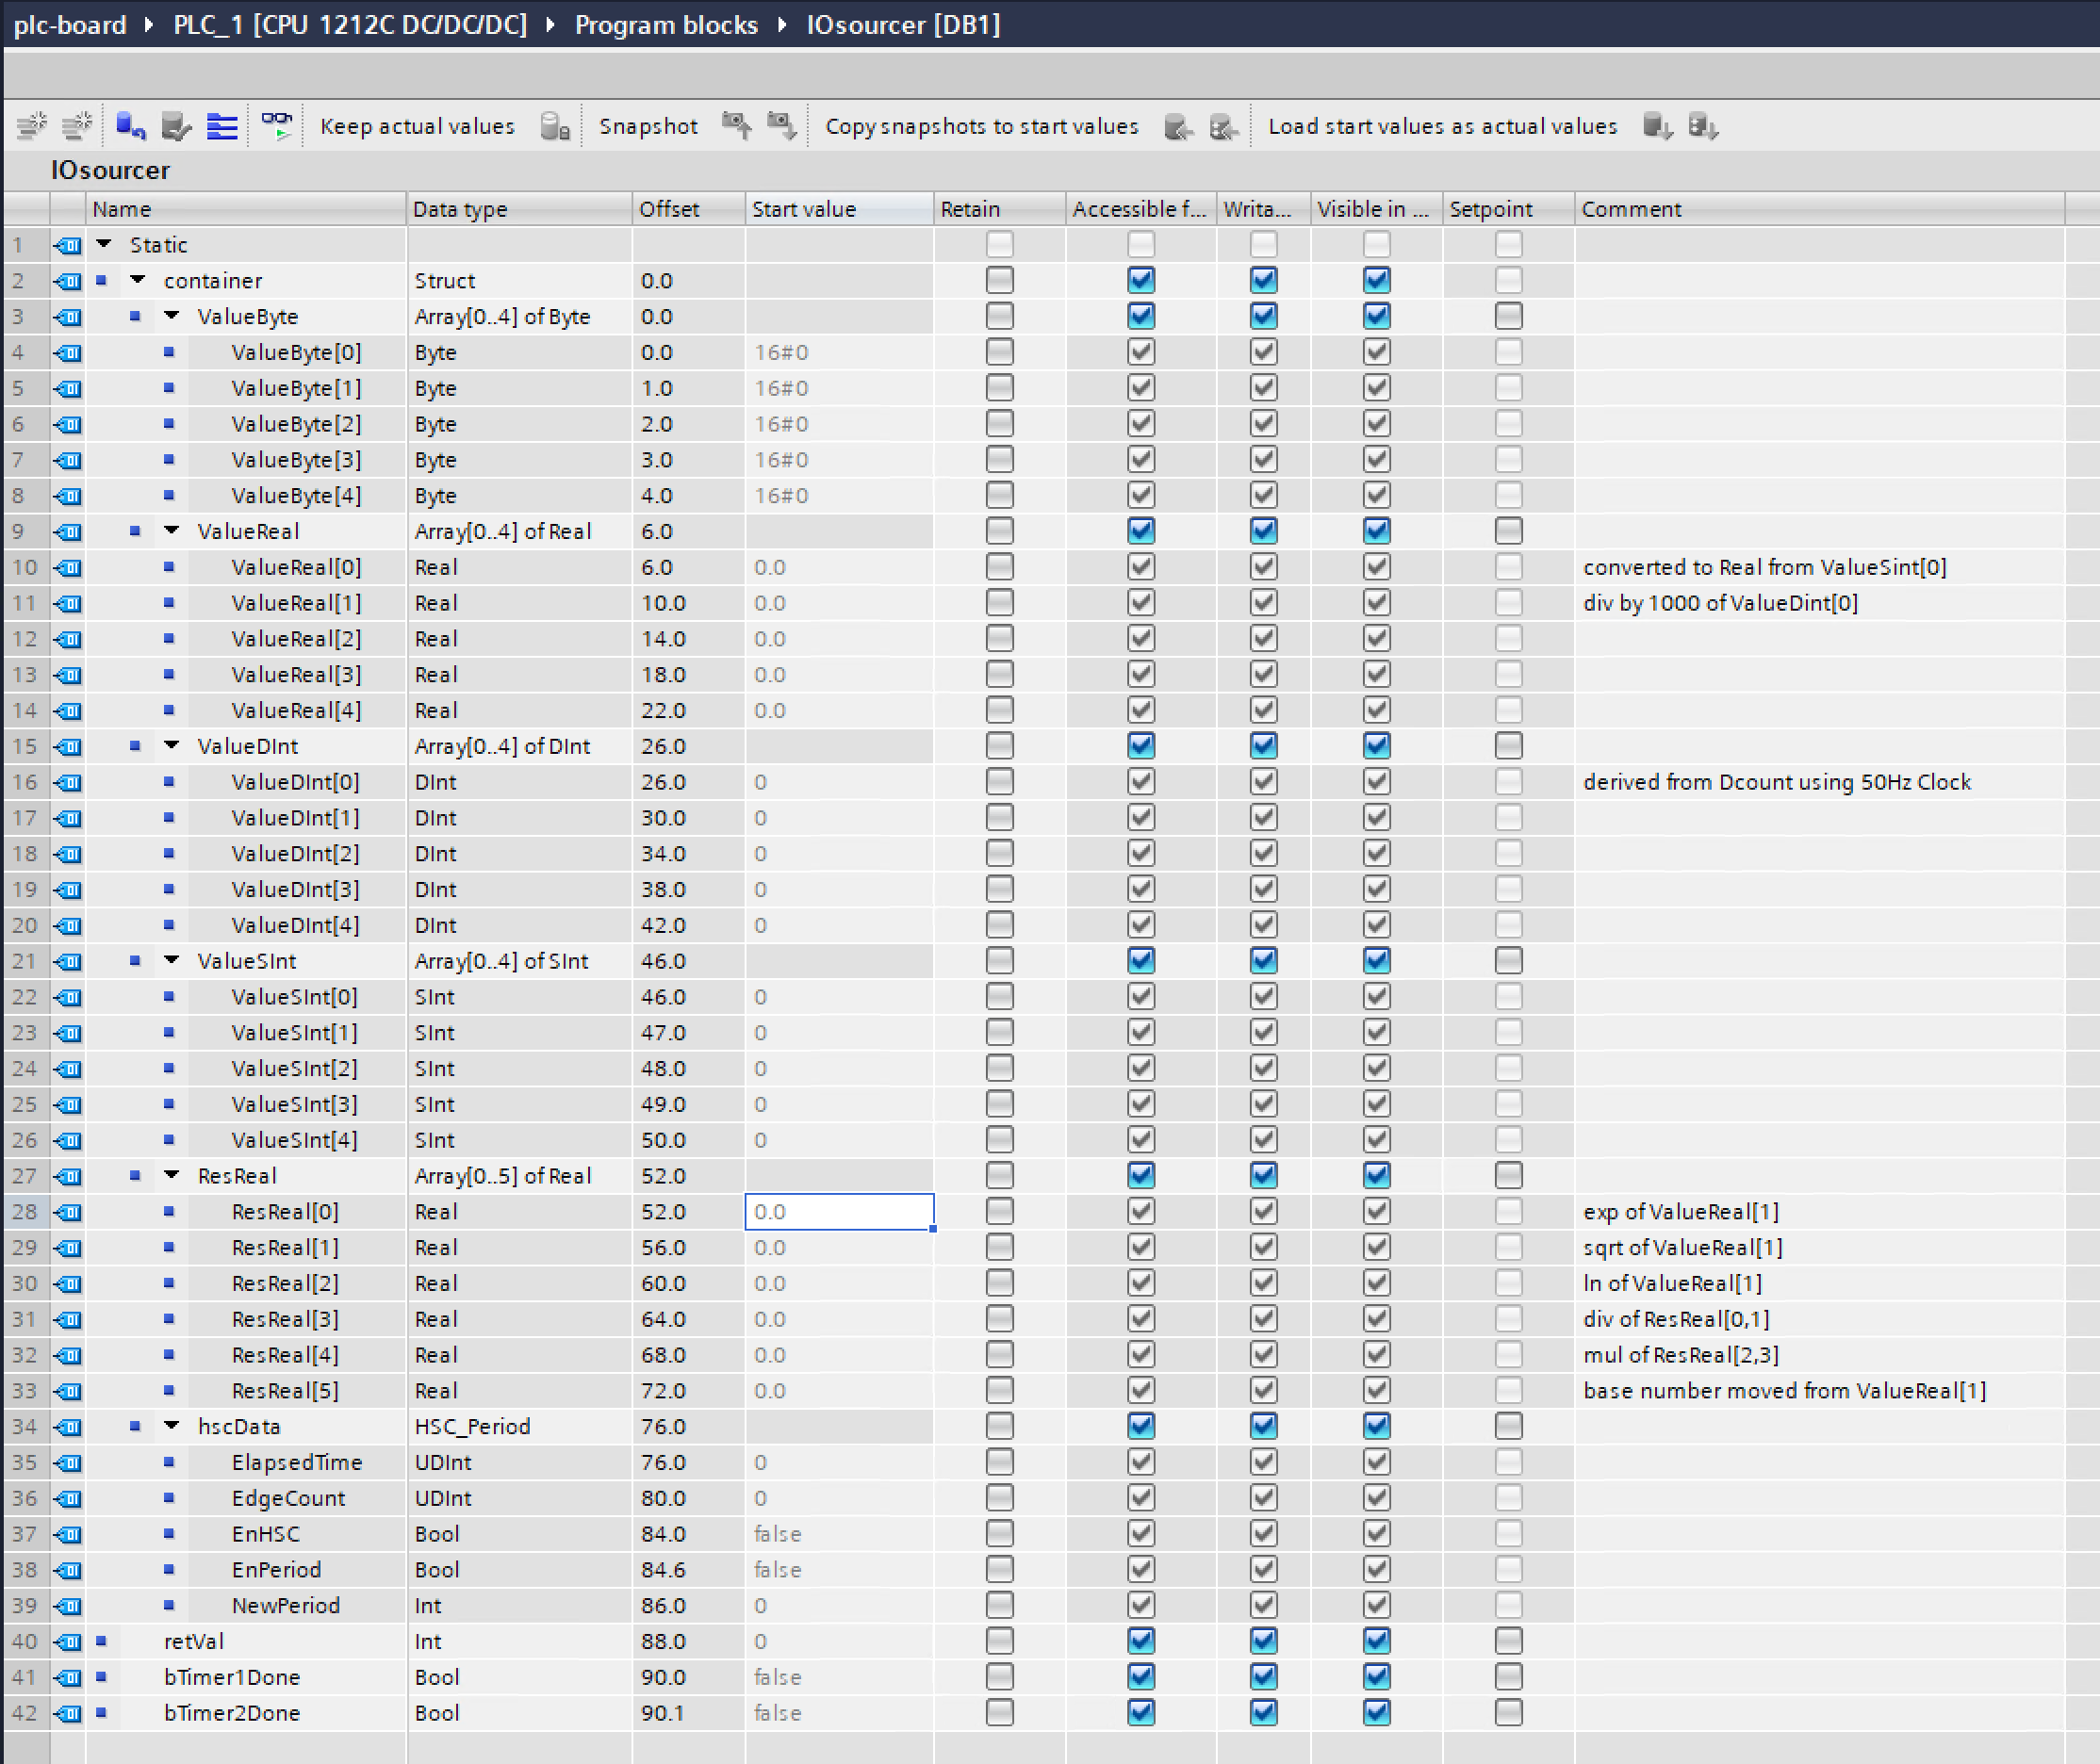 plc-board ▸ PLC_1 [CPU 1212C DC/DC/DC] ▸ Program blocks ▸ IOsourcer [DB1]
Keep actual values Snapshot Copy snapshots to start values Load start values as actual values
IOsourcer
Name Data type Offset Start value Retain Accessible f... Writa... Visible in ... Setpoint Comment
1 Static
2 container Struct 0.0
3 ValueByte Array[0..4] of Byte 0.0
4 ValueByte[0] Byte 0.0 16#0
5 ValueByte[1] Byte 1.0 16#0
6 ValueByte[2] Byte 2.0 16#0
7 ValueByte[3] Byte 3.0 16#0
8 ValueByte[4] Byte 4.0 16#0
9 ValueReal Array[0..4] of Real 6.0
10 ValueReal[0] Real 6.0 0.0 converted to Real from ValueSint[0]
11 ValueReal[1] Real 10.0 0.0 div by 1000 of ValueDint[0]
12 ValueReal[2] Real 14.0 0.0
13 ValueReal[3] Real 18.0 0.0
14 ValueReal[4] Real 22.0 0.0
15 ValueDInt Array[0..4] of DInt 26.0
16 ValueDInt[0] DInt 26.0 0 derived from Dcount using 50Hz Clock
17 ValueDInt[1] DInt 30.0 0
18 ValueDInt[2] DInt 34.0 0
19 ValueDInt[3] DInt 38.0 0
20 ValueDInt[4] DInt 42.0 0
21 ValueSInt Array[0..4] of SInt 46.0
22 ValueSInt[0] SInt 46.0 0
23 ValueSInt[1] SInt 47.0 0
24 ValueSInt[2] SInt 48.0 0
25 ValueSInt[3] SInt 49.0 0
26 ValueSInt[4] SInt 50.0 0
27 ResReal Array[0..5] of Real 52.0
28 ResReal[0] Real 52.0 0.0 exp of ValueReal[1]
29 ResReal[1] Real 56.0 0.0 sqrt of ValueReal[1]
30 ResReal[2] Real 60.0 0.0 ln of ValueReal[1]
31 ResReal[3] Real 64.0 0.0 div of ResReal[0,1]
32 ResReal[4] Real 68.0 0.0 mul of ResReal[2,3]
33 ResReal[5] Real 72.0 0.0 base number moved from ValueReal[1]
34 hscData HSC_Period 76.0
35 ElapsedTime UDInt 76.0 0
36 EdgeCount UDInt 80.0 0
37 EnHSC Bool 84.0 false
38 EnPeriod Bool 84.6 false
39 NewPeriod Int 86.0 0
40 retVal Int 88.0 0
41 bTimer1Done Bool 90.0 false
42 bTimer2Done Bool 90.1 false